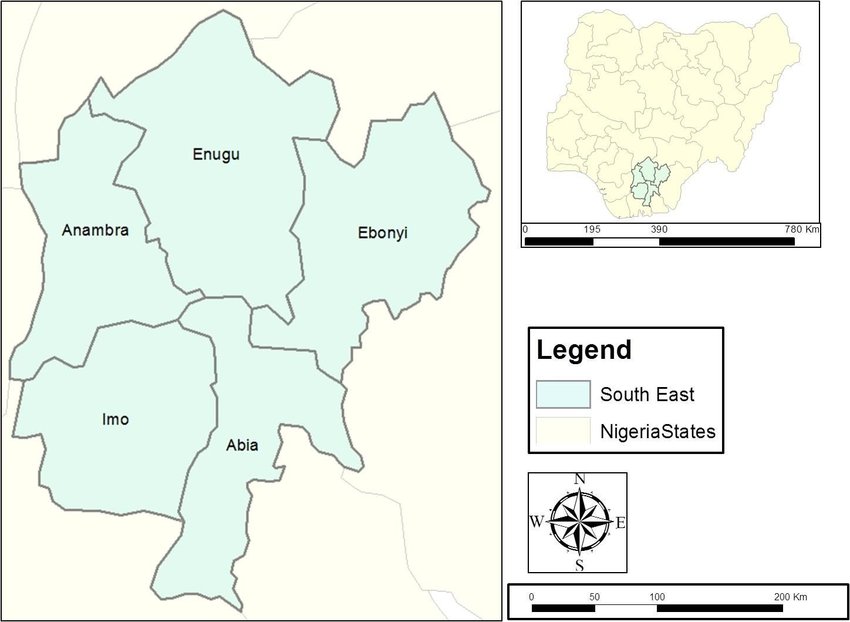 Enugu
Anambra
Ebonyi
Imo
Abia
0 195 390 780 Km
Legend
South East
NigeriaStates
N
W E
S
0 50 100 200 Km